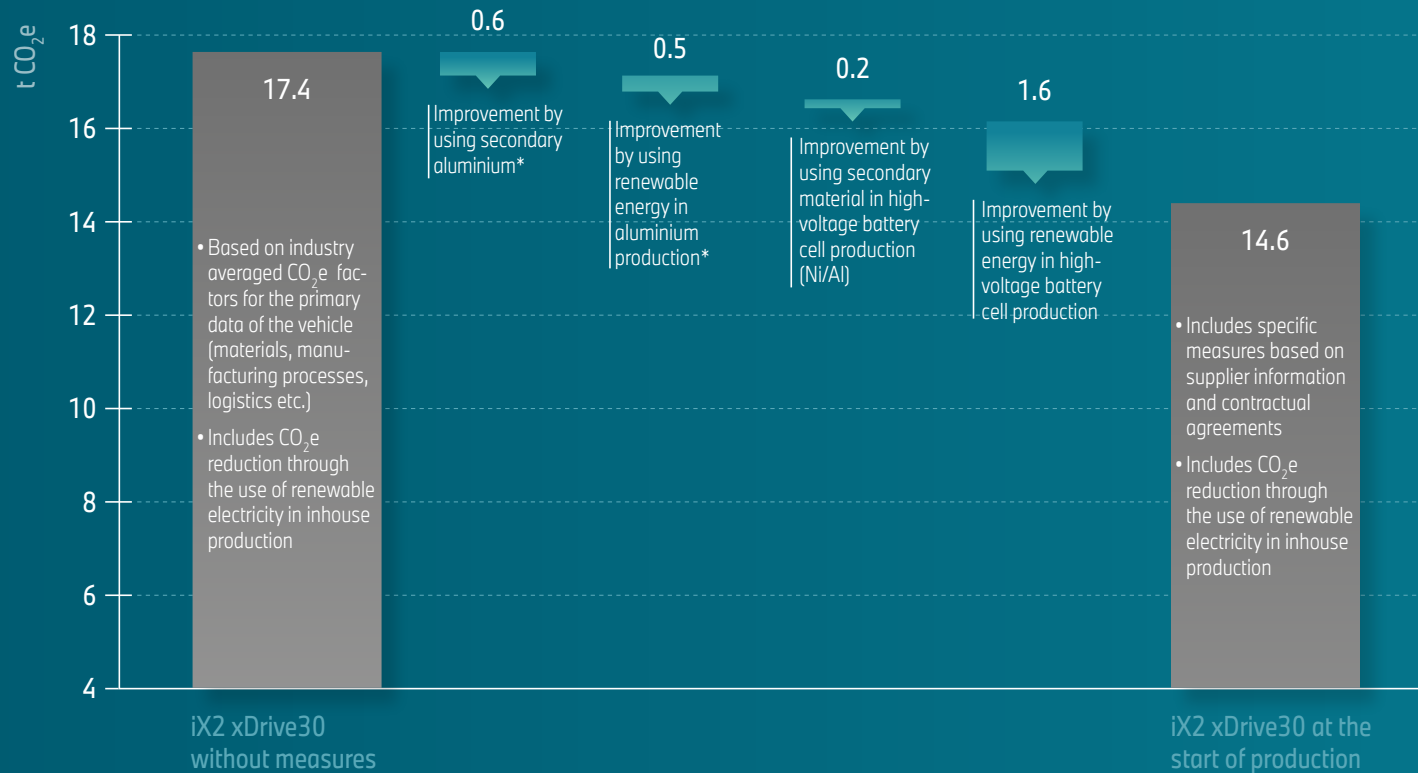 t CO₂e
18
16
14
12
10
8
6
4
17.4
• Based on industry
averaged CO₂e fac-
tors for the primary
data of the vehicle
(materials, manu-
facturing processes,
logistics etc.)
• Includes CO₂e
reduction through
the use of renewable
electricity in inhouse
production
iX2 xDrive30
without measures
0.6
Improvement by
using secondary
aluminium*
0.5
Improvement
by using
renewable
energy in
aluminium
production*
0.2
Improvement by
using secondary
material in high-
voltage battery
cell production
(Ni/Al)
1.6
Improvement by
using renewable
energy in high-
voltage battery
cell production
14.6
• Includes specific
measures based on
supplier information
and contractual
agreements
• Includes CO₂e
reduction through
the use of renewable
electricity in inhouse
production
iX2 xDrive30 at the
start of production